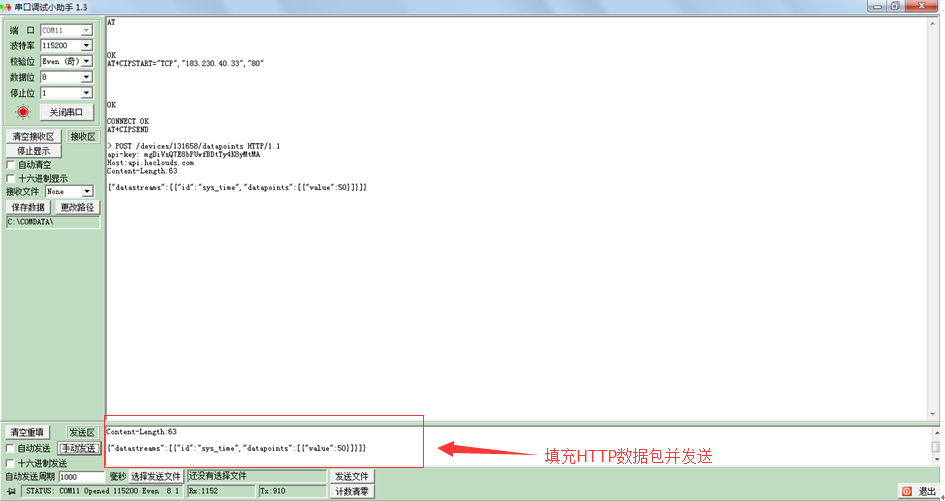 串口调试小助手 1.3
端 口 COM11
波特率 115200
校验位 Even (奇)
数据位 8
停止位 1
关闭串口
清空接收区 接收区
停止显示
自动清空
十六进制显示
接收文件 None
保存数据 更改路径
C:\COMDATA\
AT
OK
AT+CIPSTART="TCP","183.230.40.33","80"
OK
CONNECT OK
AT+CIPSEND
> POST /devices/131658/datapoints HTTP/1.1
api-key: mgDiVsQ7E8bPUwfBDtTy4KByMtMA
Host:api.heclouds.com
Content-Length:63
{"datastreams":[{"id":"sys_time","datapoints":[{"value":50}]}]}
清空重填 发送区
自动发送 手动发送
十六进制发送
Content-Length:63
{"datastreams":[{"id":"sys_time","datapoints":[{"value":50}]}]}
填充HTTP数据包并发送
自动发送周期 1000 毫秒 选择发送文件 还没有选择文件 发送文件
STATUS: COM11 Opened 115200 Even 8 1 Rx:1152 Tx:910 计数清零 退出